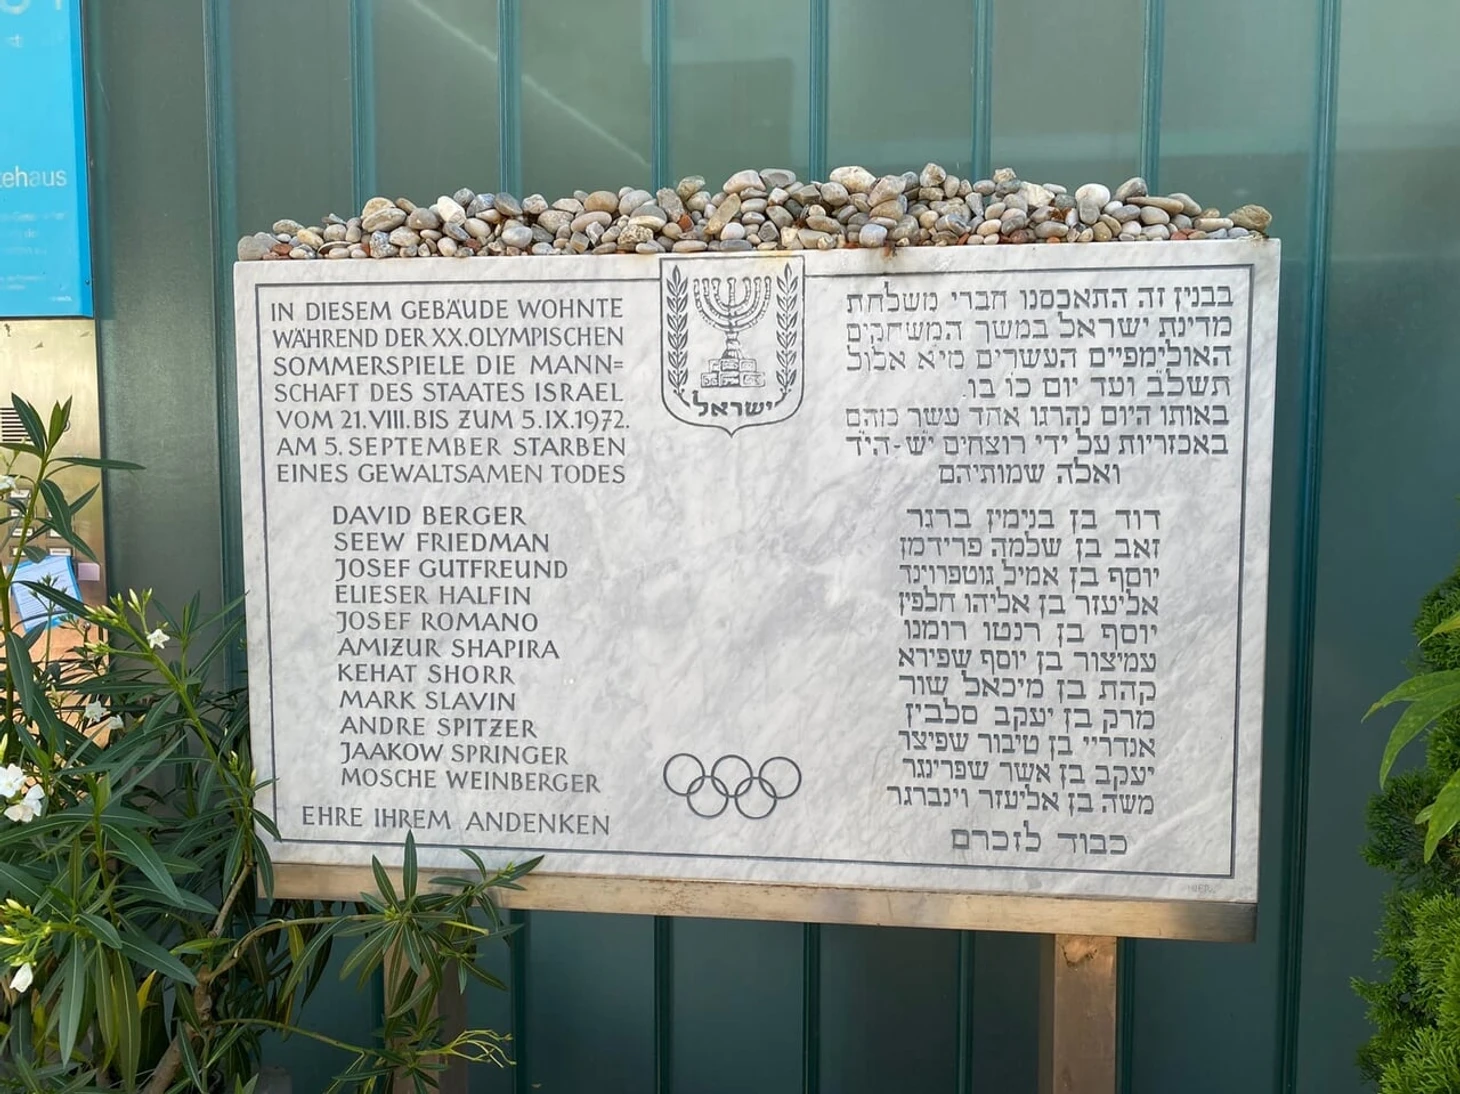 tehaus
IN DIESEM GEBÄUDE WOHNTE
WÄHREND DER XX.OLYMPISCHEN
SOMMERSPIELE DIE MANN=
SCHAFT DES STAATES ISRAEL
VOM 21.VIII.BIS ZUM 5.IX.1972.
AM 5. SEPTEMBER STARBEN
EINES GEWALTSAMEN TODES
DAVID BERGER
SEEW FRIEDMAN
JOSEF GUTFREUND
ELIESER HALFIN
JOSEF ROMANO
AMIZUR SHAPIRA
KEHAT SHORR
MARK SLAVIN
ANDRE SPITZER
JAAKOW SPRINGER
MOSCHE WEINBERGER
EHRE IHREM ANDENKEN
ישראל
בבנין זה התאכסנו חברי משלחת
מדינת ישראל במשך המשחקים
האולימפיים העשרים מי״א אלול
תשל״ב ועד יום כ״ו בו.
באותו היום נהרגו אחד עשר מהם
באכזריות על ידי רוצחים יש-הי״ד
ואלה שמותיהם
דוד בן בנימין ברגר
זאב בן שלמה פרידמן
יוסף בן אמיל גוטפרוינד
אליעזר בן אליהו חלפין
יוסף בן רנטו רומנו
עמיצור בן יוסף שפירא
קהת בן מיכאל שור
מרק בן יעקב סלבין
אנדריי בן טיבור שפיצר
יעקב בן אשר שפרינגר
משה בן אליעזר וינברגר
כבוד לזכרם